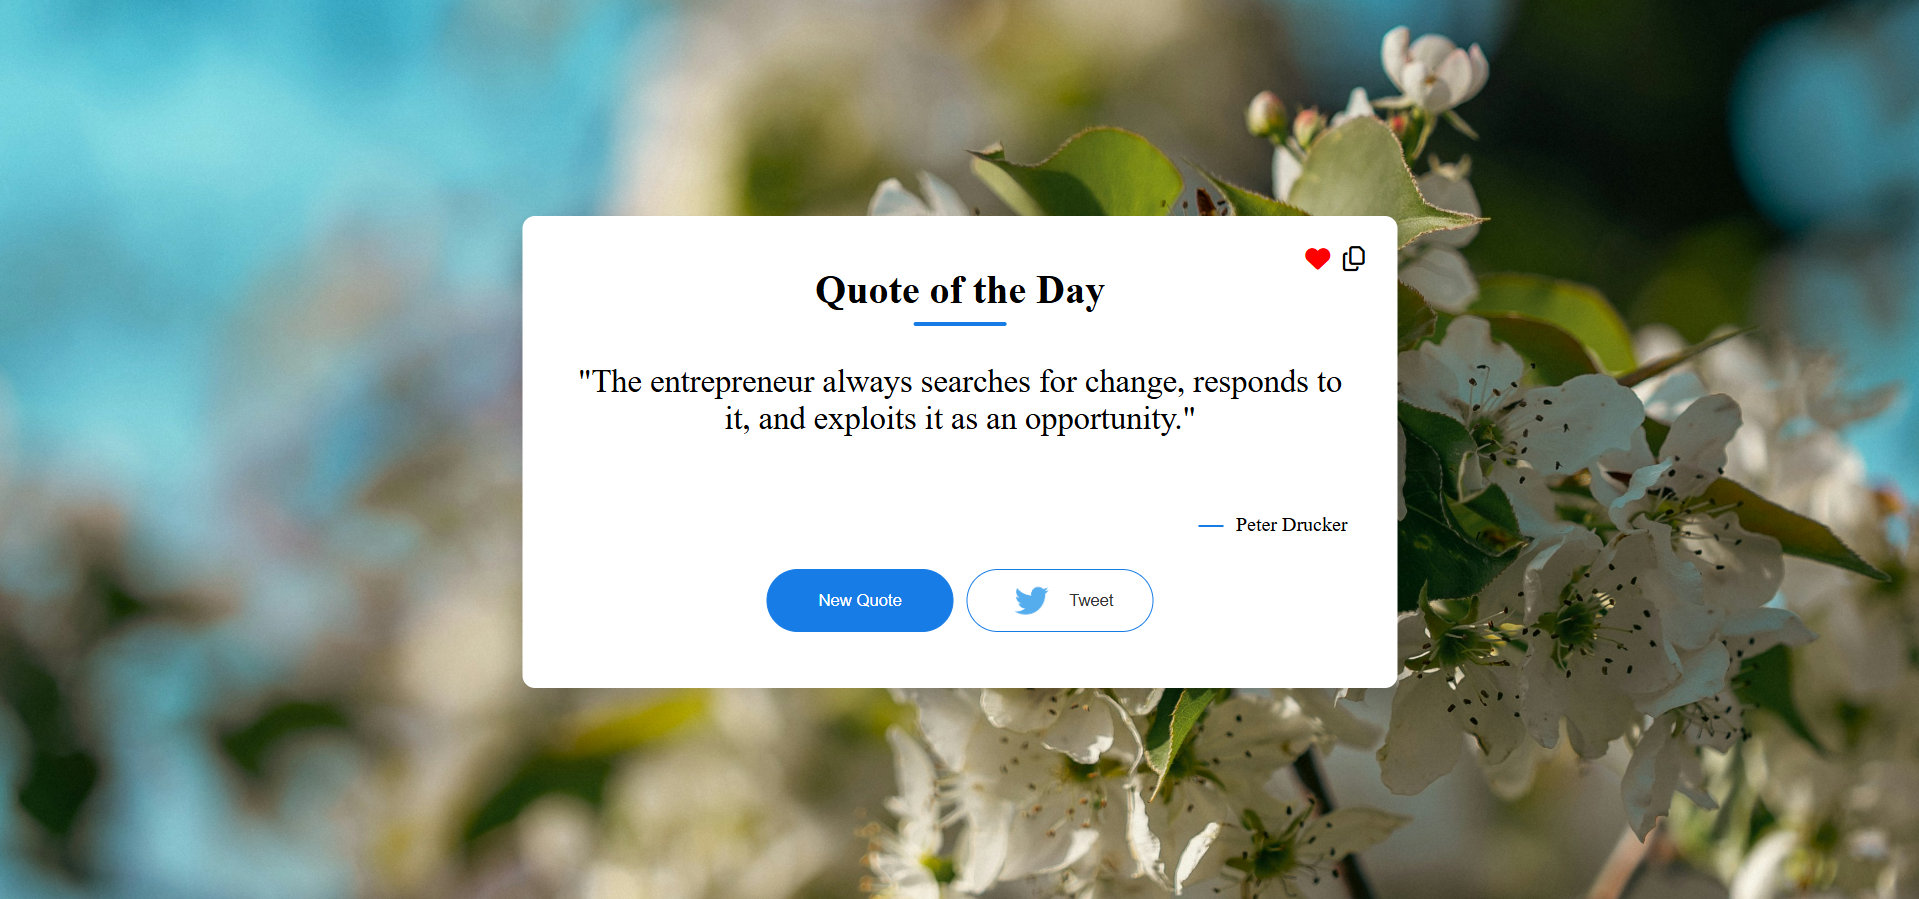 Quote of the Day
"The entrepreneur always searches for change, responds to
it, and exploits it as an opportunity."
Peter Drucker
New Quote
Tweet